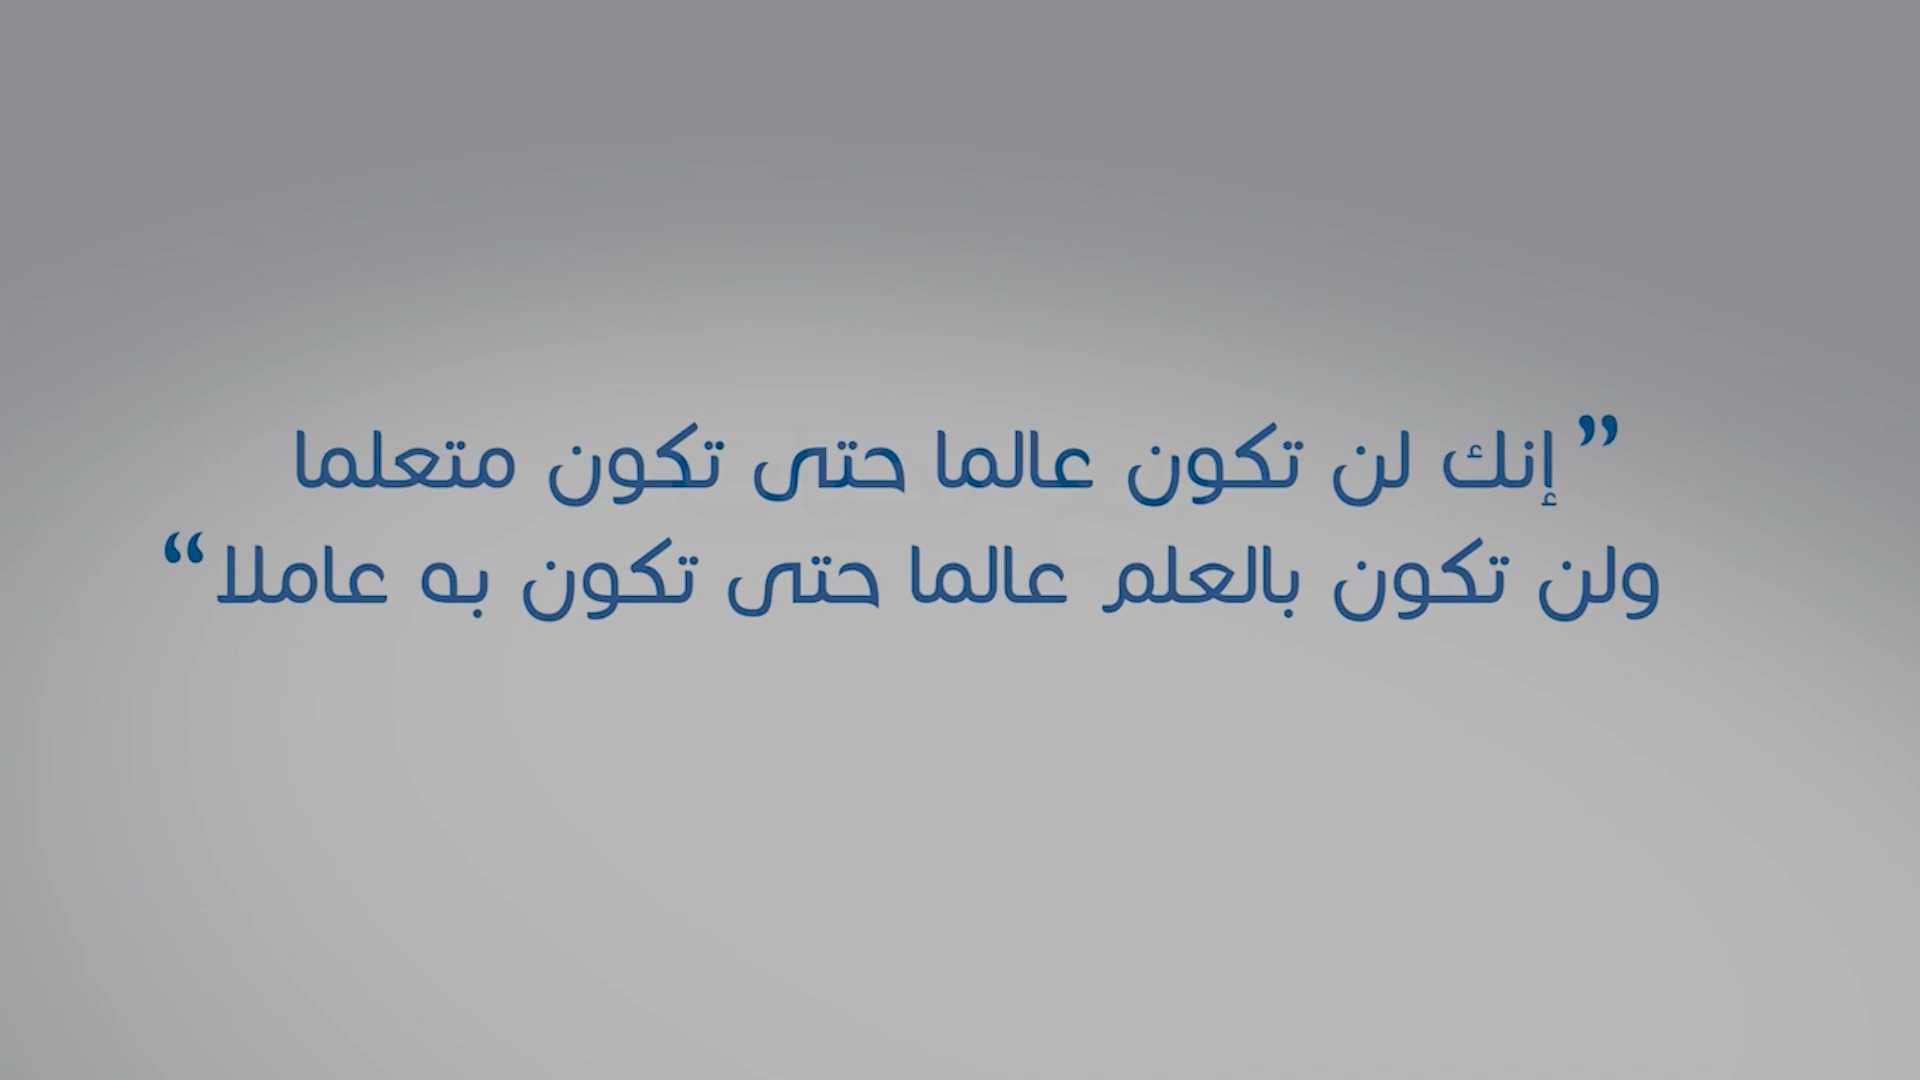 ” إنك لن تكون عالما حتى تكون متعلما
ولن تكون بالعلم عالما حتى تكون به عاملا “